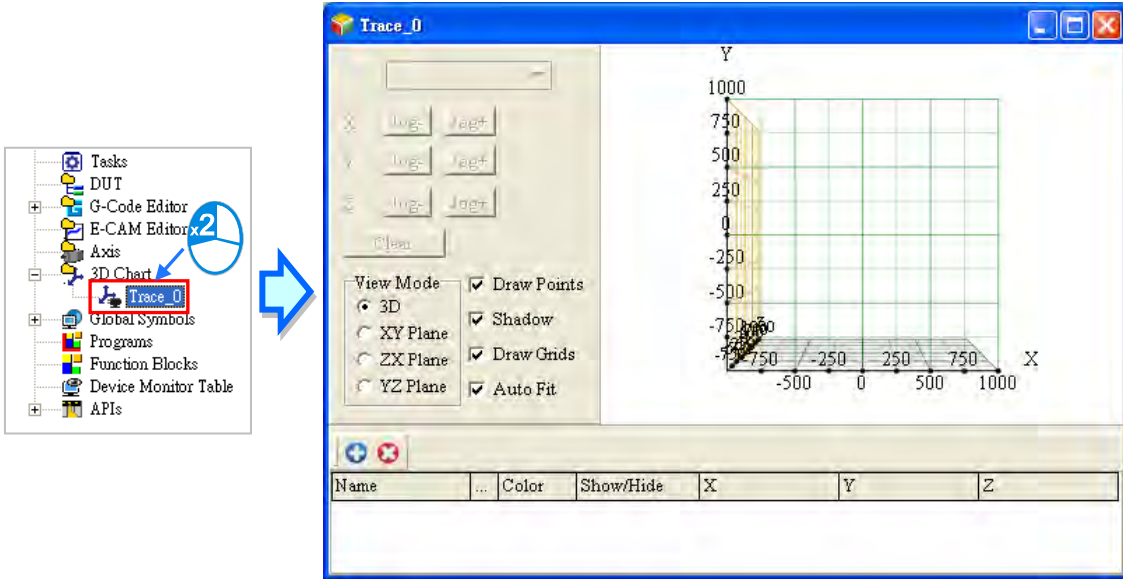 Tasks
DUT
G-Code Editor
E-CAM Editor
x2
Axis
3D Chart
Trace_0
Global Symbols
Programs
Function Blocks
Device Monitor Table
APIs
Trace_0
X Jog- Jog+
Y Jog- Jog+
Z Jog- Jog+
Clear
View Mode
3D
XY Plane
ZX Plane
YZ Plane
Draw Points
Shadow
Draw Grids
Auto Fit
Y
1000
750
500
250
0
-250
-500
-750
-750 -250 250 750 X
-500 0 500 1000
Name ... Color Show/Hide X Y Z